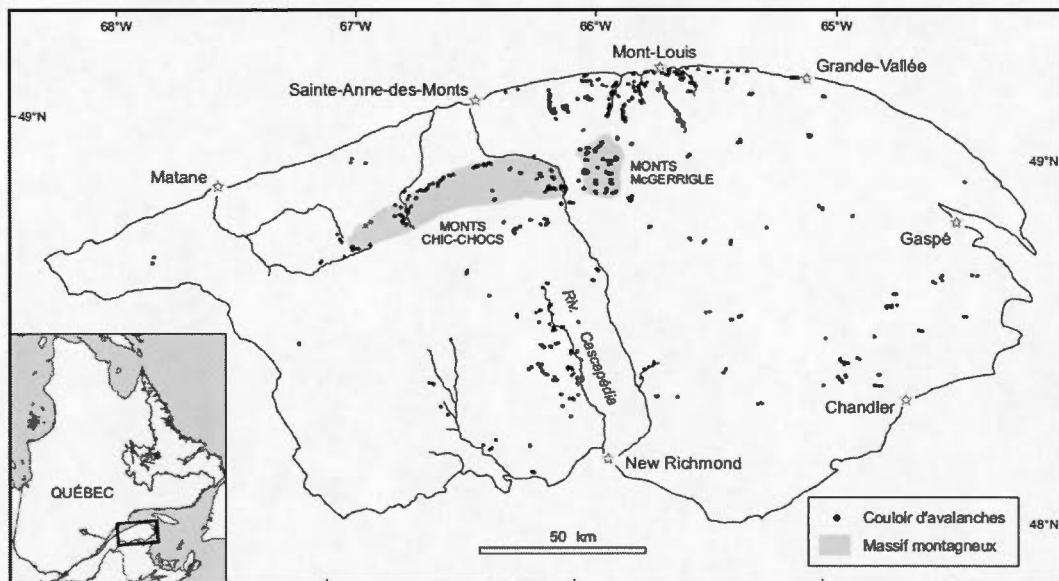 68°W
67°W
66°W
65°W
Mont-Louis
Grande-Vallée
Sainte-Anne-des-Monts
49°N
49°N
Matane
MONTS
McGERRIGLE
MONTS
CHIC-CHOCS
Gaspé
Riv. Cascapédia
Chandler
New Richmond
QUÉBEC
50 km
Couloir d'avalanches
Massif montagneux
48°N